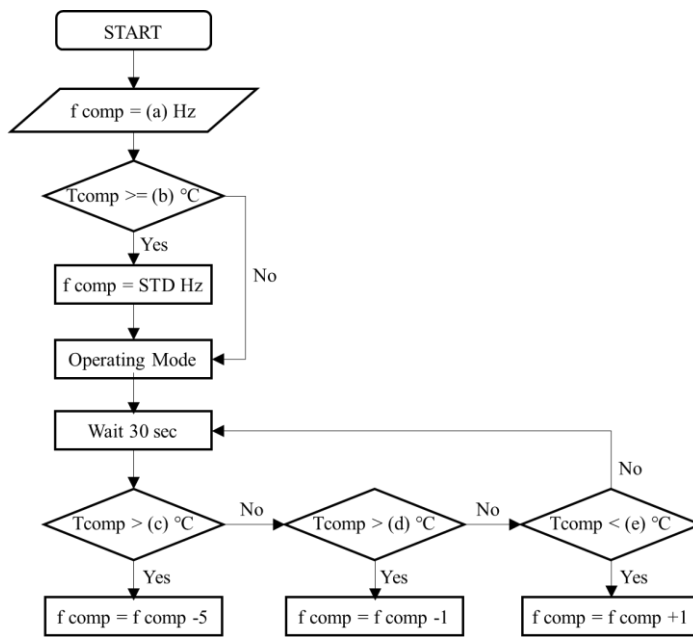 START
f comp = (a) Hz
Tcomp >= (b) ℃
Yes
No
f comp = STD Hz
Operating Mode
Wait 30 sec
No
Tcomp > (c) ℃
No
Tcomp > (d) ℃
No
Tcomp < (e) ℃
Yes
Yes
Yes
f comp = f comp -5
f comp = f comp -1
f comp = f comp +1